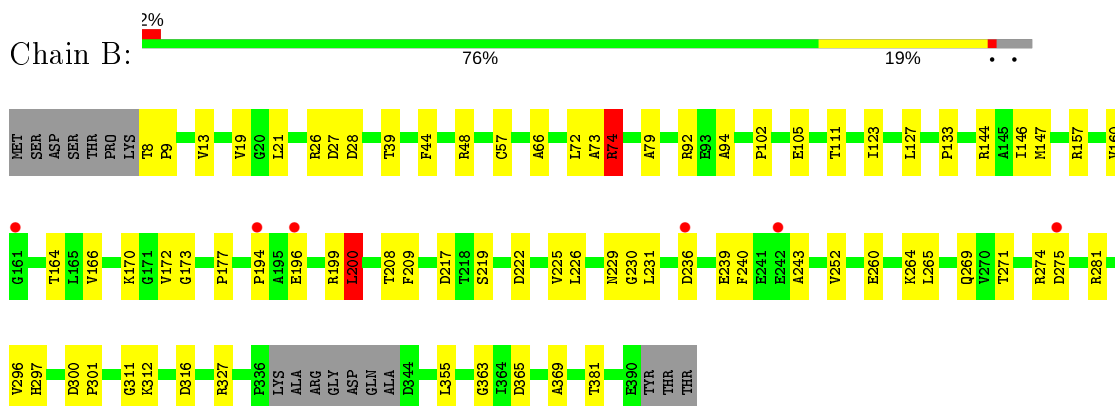 2%
Chain B:
76% 19% • •
MET SER ASP SER THR PRO LYS T8 P9 V13 V19 G20 L21 R26 D27 D28 T39 F44 R48 C57 A66 L72 A73 R74 A79 R92 E93 A94 P102 E105 T111 I123 L127 P133 R144 A145 I146 M147 R157 V160
G161 T164 L165 V166 K170 G171 V172 G173 P177 P194 A195 E196 R199 L200 T208 F209 D217 T218 S219 D222 V225 L226 N229 G230 L231 D236 E239 F240 E241 E242 A243 V252 E260 K264 L265 Q269 V270 T271 R274 D275 R281
V296 H297 D300 P301 G311 K312 D316 R327 P336 LYS ALA ARG GLY ASP GLN ALA D344 L355 G363 I364 D365 A369 T381 E390 TYR THR THR